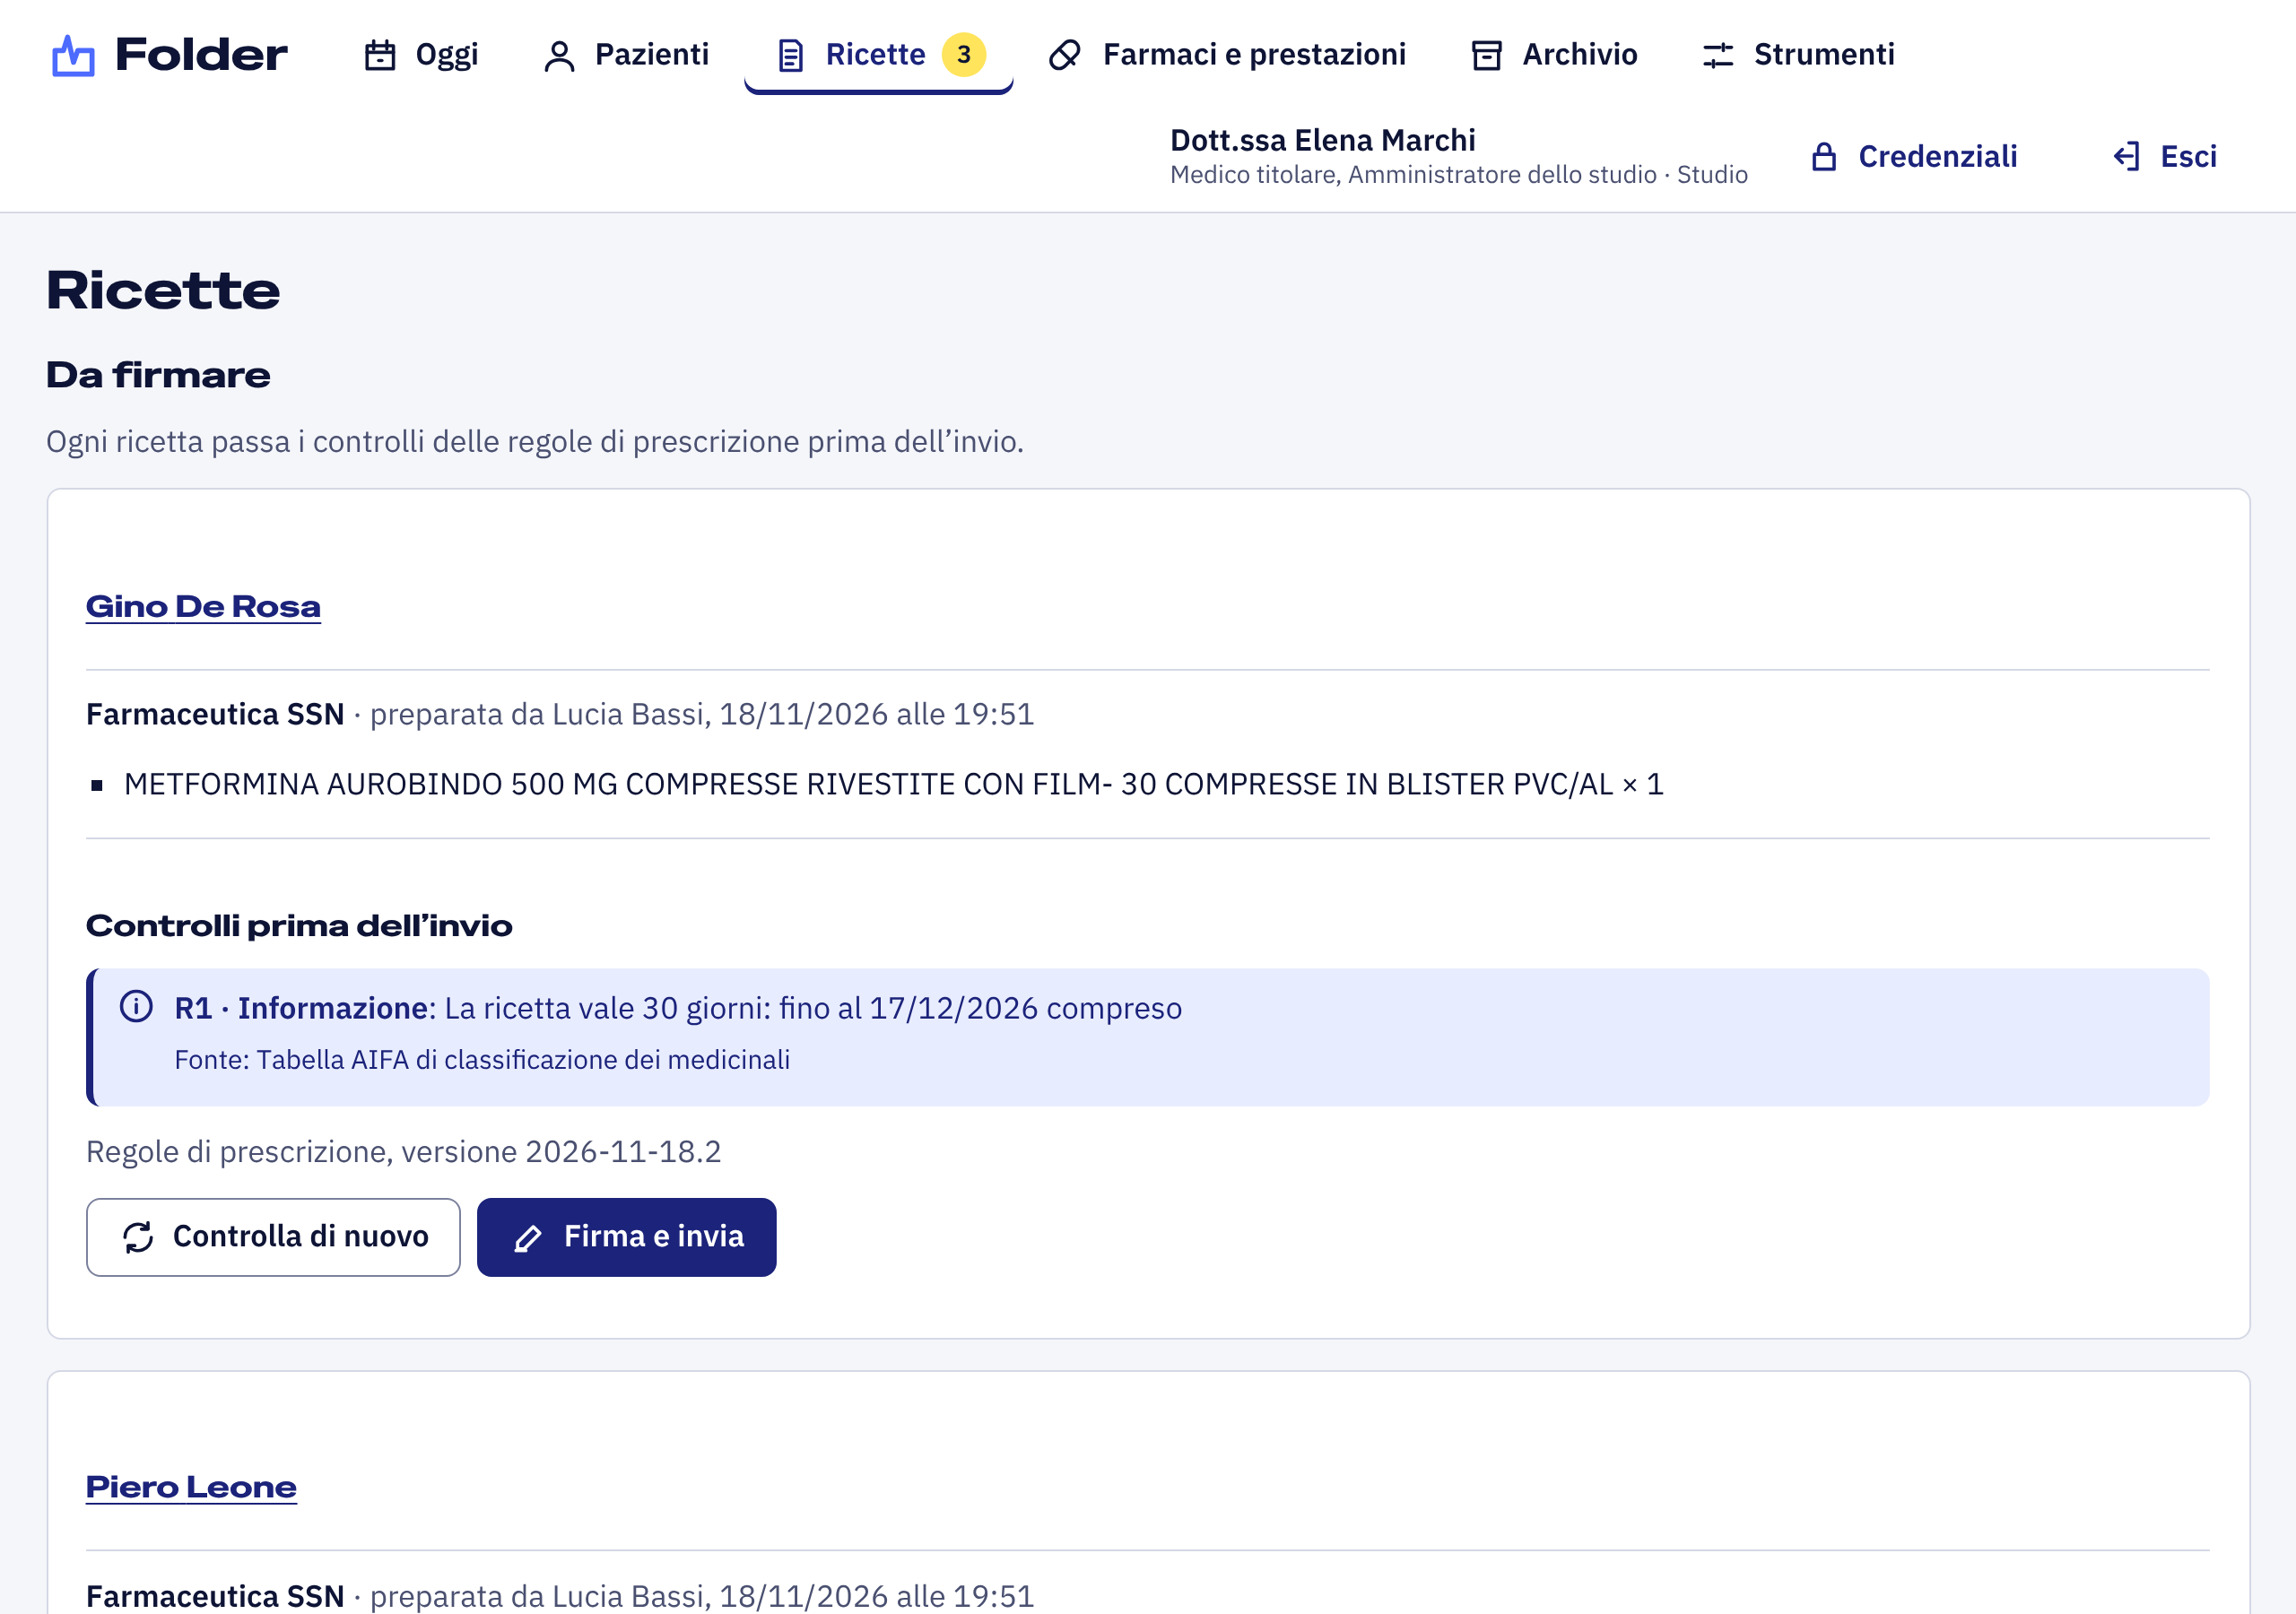 Folder
Oggi
Pazienti
Ricette 3
Farmaci e prestazioni
Archivio
Strumenti
Dott.ssa Elena Marchi
Medico titolare, Amministratore dello studio · Studio
Credenziali
Esci
Ricette
Da firmare
Ogni ricetta passa i controlli delle regole di prescrizione prima dell’invio.
Gino De Rosa
Farmaceutica SSN · preparata da Lucia Bassi, 18/11/2026 alle 19:51
METFORMINA AUROBINDO 500 MG COMPRESSE RIVESTITE CON FILM- 30 COMPRESSE IN BLISTER PVC/AL × 1
Controlli prima dell’invio
R1 · Informazione: La ricetta vale 30 giorni: fino al 17/12/2026 compreso
Fonte: Tabella AIFA di classificazione dei medicinali
Regole di prescrizione, versione 2026-11-18.2
Controlla di nuovo
Firma e invia
Piero Leone
Farmaceutica SSN · preparata da Lucia Bassi, 18/11/2026 alle 19:51